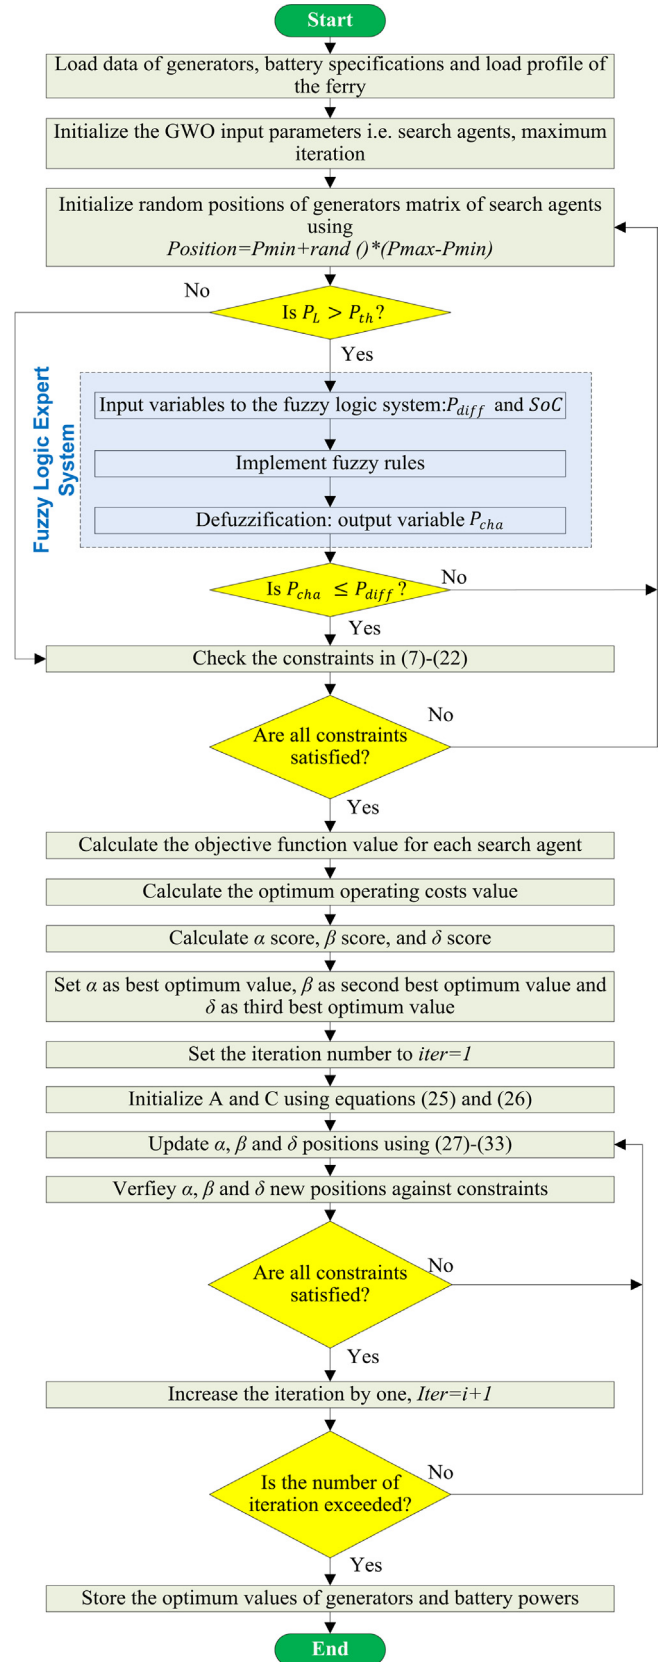 Start
Load data of generators, battery specifications and load profile of
the ferry
Initialize the GWO input parameters i.e. search agents, maximum
iteration
Initialize random positions of generators matrix of search agents
using
Position=Pmin+rand ()*(Pmax-Pmin)
No
Is P_L > P_th?
Yes
Fuzzy Logic Expert
System
Input variables to the fuzzy logic system:P_diff and SoC
Implement fuzzy rules
Defuzzification: output variable P_cha
Is P_cha ≤ P_diff?
No
Yes
Check the constraints in (7)-(22)
No
Are all constraints
satisfied?
Yes
Calculate the objective function value for each search agent
Calculate the optimum operating costs value
Calculate α score, β score, and δ score
Set α as best optimum value, β as second best optimum value and
δ as third best optimum value
Set the iteration number to iter=1
Initialize A and C using equations (25) and (26)
Update α, β and δ positions using (27)-(33)
Verfiey α, β and δ new positions against constraints
No
Are all constraints
satisfied?
Yes
Increase the iteration by one, Iter=i+1
No
Is the number of
iteration exceeded?
Yes
Store the optimum values of generators and battery powers
End